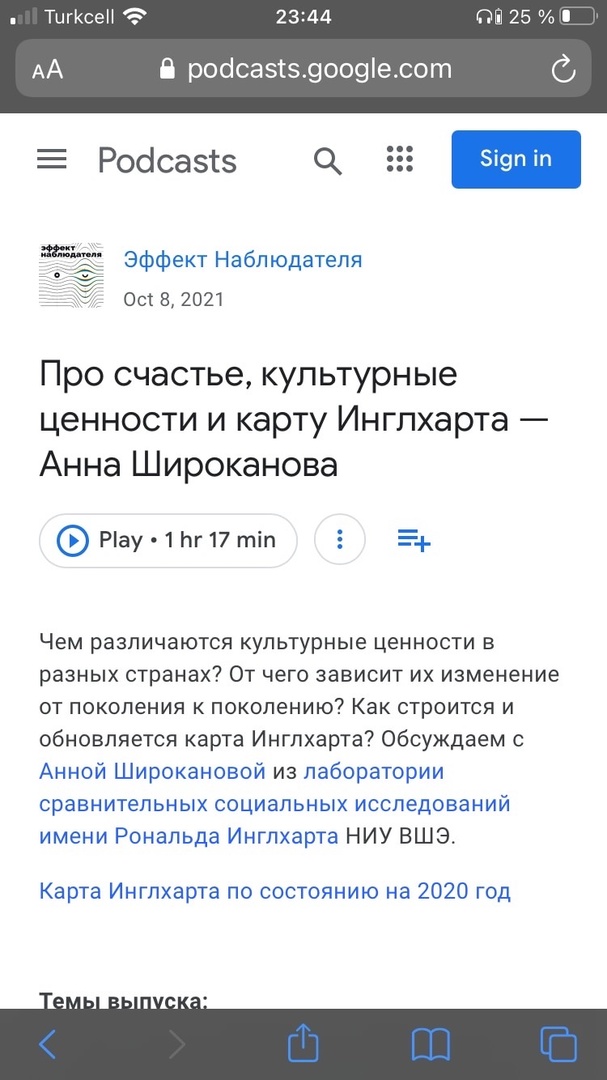 Turkcell
23:44
25 %
AA
podcasts.google.com
Podcasts
Sign in
эффект
наблюдателя
Эффект Наблюдателя
Oct 8, 2021
Про счастье, культурные
ценности и карту Инглхарта —
Анна Широканова
Play • 1 hr 17 min
Чем различаются культурные ценности в
разных странах? От чего зависит их изменение
от поколения к поколению? Как строится и
обновляется карта Инглхарта? Обсуждаем с
Анной Широкановой из лаборатории
сравнительных социальных исследований
имени Рональда Инглхарта НИУ ВШЭ.
Карта Инглхарта по состоянию на 2020 год
Темы выпуска: